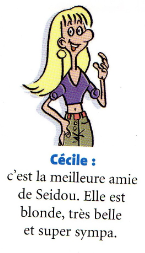 Cécile :
c'est la meilleure amie
de Seidou. Elle est
blonde, très belle
et super sympa.